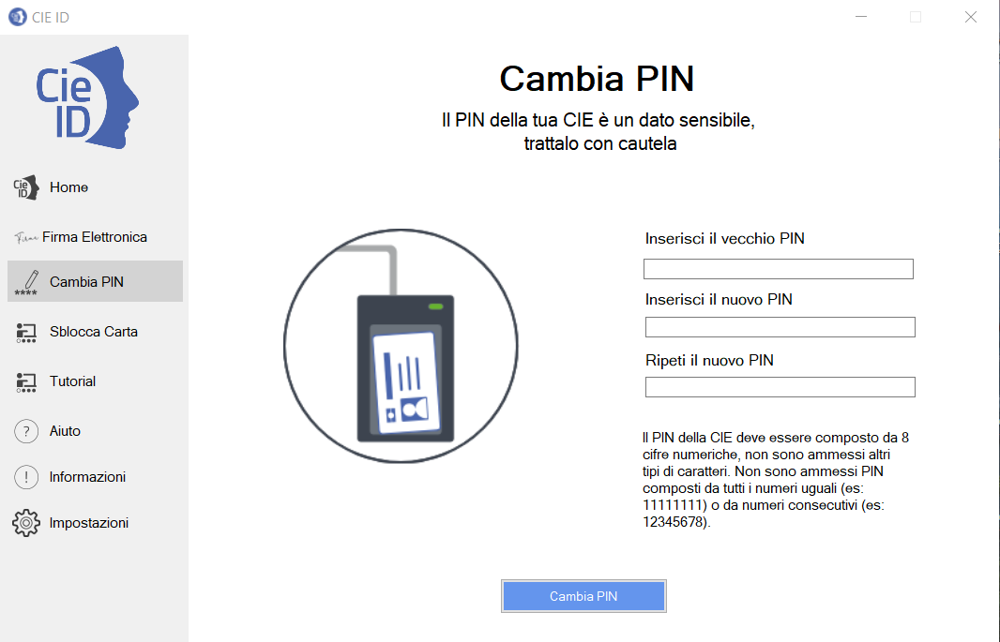 CIE ID
Cie
ID
Cie
ID
Home
Firma
Firma Elettronica
****
Cambia PIN
Sblocca Carta
Tutorial
?
Aiuto
!
Informazioni
Impostazioni
Cambia PIN
Il PIN della tua CIE è un dato sensibile,
trattalo con cautela
Inserisci il vecchio PIN
Inserisci il nuovo PIN
Ripeti il nuovo PIN
Il PIN della CIE deve essere composto da 8
cifre numeriche, non sono ammessi altri
tipi di caratteri. Non sono ammessi PIN
composti da tutti i numeri uguali (es:
11111111) o da numeri consecutivi (es:
12345678).
Cambia PIN